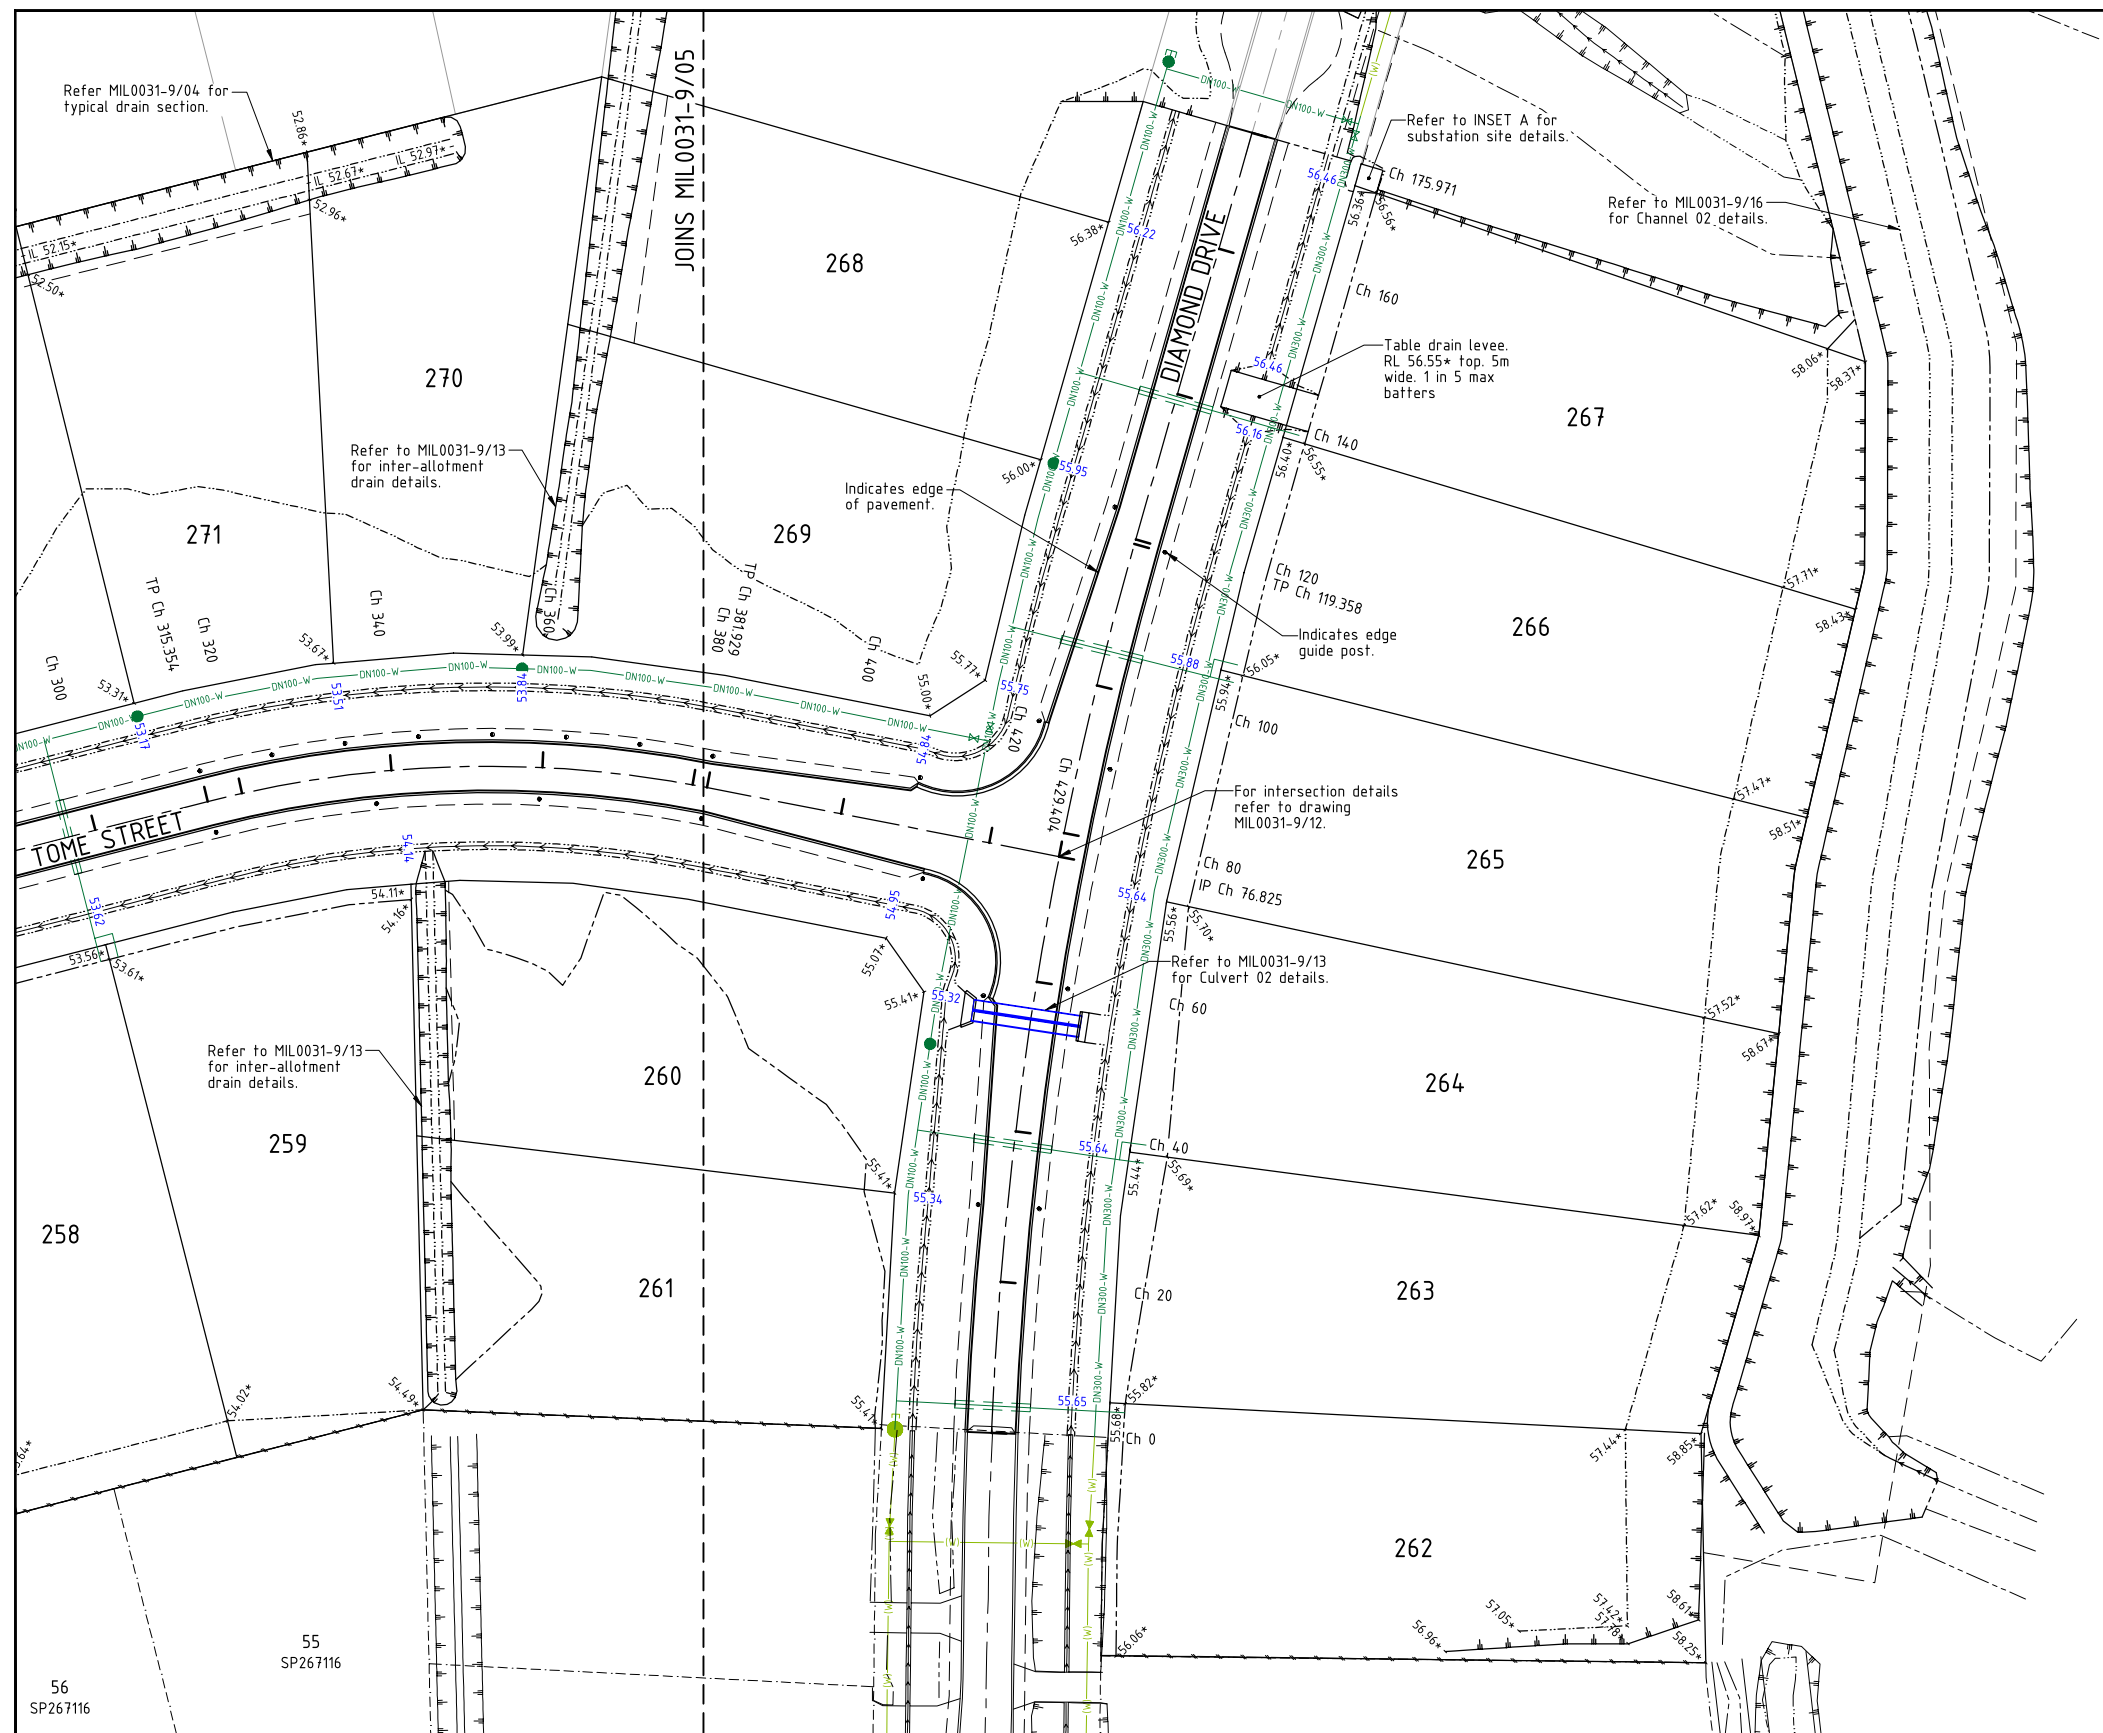 Refer MIL0031-9/04 for
typical drain section.
52.86*
IL 52.97*
IL 52.67*
52.96*
IL 52.15*
52.50*
JOINS MIL0031-9/05
268
270
271
269
Refer to MIL0031-9/13
for inter-allotment
drain details.
Indicates edge
of pavement.
DIAMOND DRIVE
Refer to INSET A for
substation site details.
Ch 175.971
Refer to MIL0031-9/16
for Channel 02 details.
56.46
56.36*
56.56*
56.38*
56.22
Ch 160
Table drain levee.
RL 56.55* top. 5m
wide. 1 in 5 max
batters
56.46
56.16
Ch 140
56.40*
56.55*
58.06*
58.37*
267
56.00*
55.95
Ch 120
TP Ch 119.358
Indicates edge
guide post.
57.71*
58.43*
266
TP Ch 315.354
Ch 300
Ch 320
Ch 340
Ch 360
TP Ch 381.929
Ch 380
Ch 400
Ch 420
Ch 429.404
53.31*
53.67*
53.99*
53.17
53.51
53.84
55.77*
55.00*
55.75
54.84
55.88
56.05*
55.94*
Ch 100
57.47*
58.51*
265
For intersection details
refer to drawing
MIL0031-9/12.
TOME STREET
54.14
53.62
54.11*
54.16*
53.56*
53.61*
54.95
55.07*
55.41*
55.32
55.64
Ch 80
IP Ch 76.825
55.56*
55.70*
Refer to MIL0031-9/13
for Culvert 02 details.
Ch 60
57.52*
58.67*
264
Refer to MIL0031-9/13
for inter-allotment
drain details.
260
259
258
261
55.64
Ch 40
55.44*
55.69*
55.41*
55.34
57.62*
58.97*
263
Ch 20
54.02*
54.49*
55.41*
55.65
55.82*
55.68*
Ch 0
57.44*
58.85*
262
57.05*
57.42*
57.78*
58.61*
56.96*
58.25*
56.06*
55
SP267116
56
SP267116
DN100-W
DN300-W
(W)
E